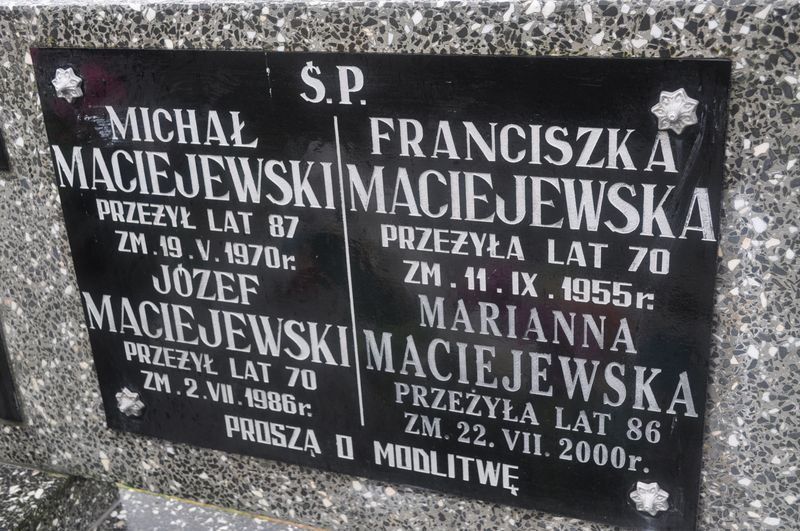 Ś.P.
MICHAŁ
MACIEJEWSKI
PRZEŻYŁ LAT 87
ZM. 19. V. 1970r.
JÓZEF
MACIEJEWSKI
PRZEŻYŁ LAT 70
ZM. 2. VII. 1986r.
FRANCISZKA
MACIEJEWSKA
PRZEŻYŁA LAT 70
ZM. 11. IX. 1955r.
MARIANNA
MACIEJEWSKA
PRZEŻYŁA LAT 86
ZM. 22. VII. 2000r.
PROSZĄ O MODLITWĘ